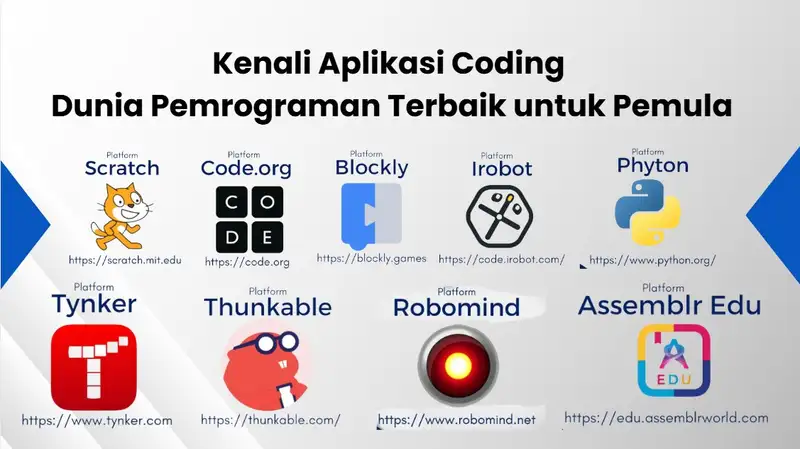 Kenali Aplikasi Coding
Dunia Pemrograman Terbaik untuk Pemula
Platform
Scratch
https://scratch.mit.edu
Platform
Code.org
C O
D E
https://code.org
Platform
Blockly
https://blockly.games
Platform
Irobot
https://code.irobot.com/
Platform
Phyton
https://www.python.org/
Platform
Tynker
https://www.tynker.com
Platform
Thunkable
https://thunkable.com/
Platform
Robomind
https://www.robomind.net
Platform
Assemblr Edu
EDU
https://edu.assemblrworld.com